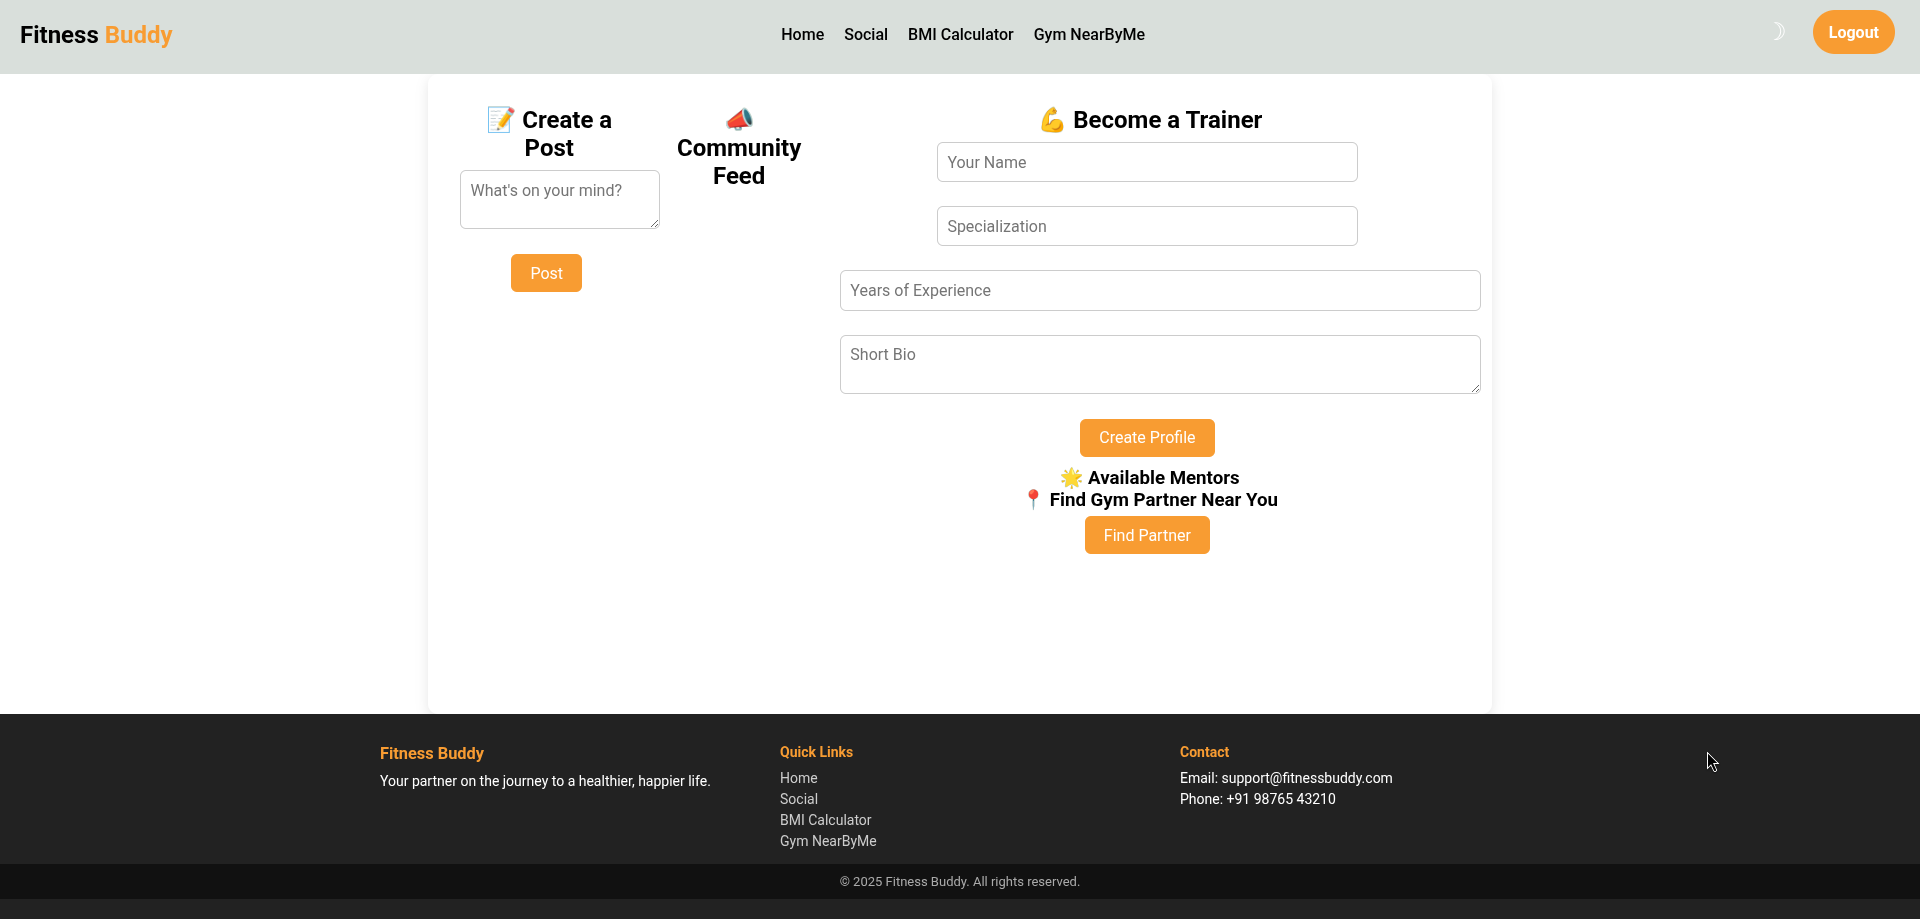 Fitness Buddy
Home Social BMI Calculator Gym NearByMe
☽ Logout
📝 Create a
Post
What's on your mind?
Post
📣
Community
Feed
💪 Become a Trainer
Your Name
Specialization
Years of Experience
Short Bio
Create Profile
🌟 Available Mentors
📍 Find Gym Partner Near You
Find Partner
Fitness Buddy
Your partner on the journey to a healthier, happier life.
Quick Links
Home
Social
BMI Calculator
Gym NearByMe
Contact
Email: support@fitnessbuddy.com
Phone: +91 98765 43210
© 2025 Fitness Buddy. All rights reserved.